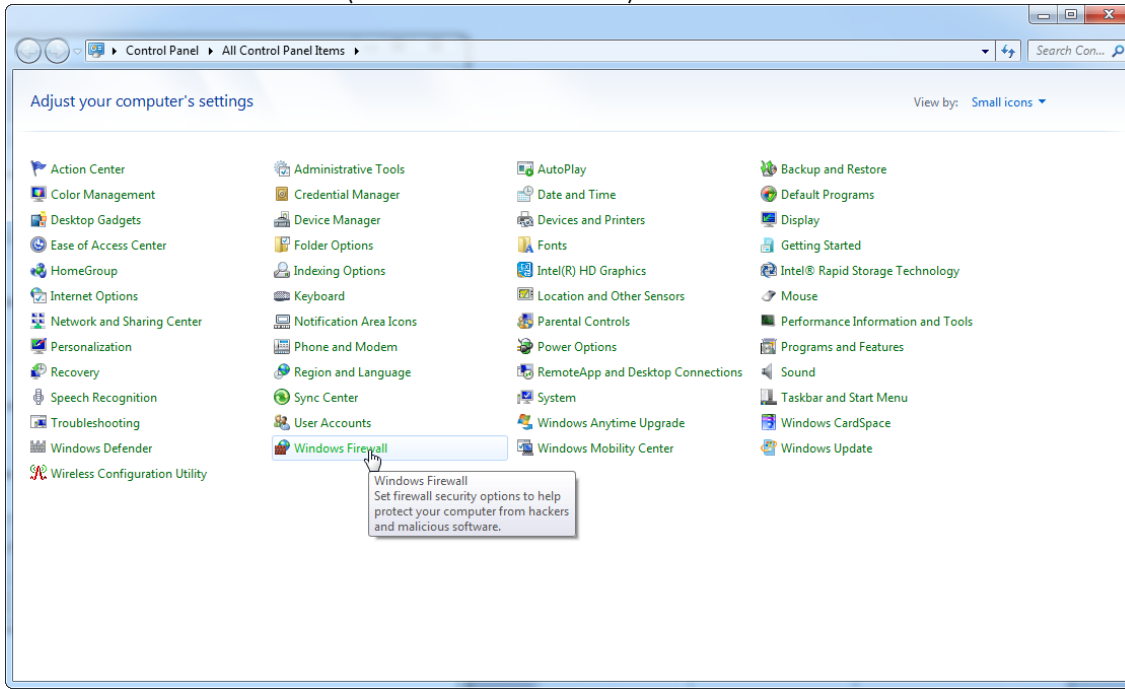 Control Panel ▸ All Control Panel Items ▸
Search Con...
Adjust your computer's settings
View by: Small icons
Action Center Administrative Tools AutoPlay Backup and Restore
Color Management Credential Manager Date and Time Default Programs
Desktop Gadgets Device Manager Devices and Printers Display
Ease of Access Center Folder Options Fonts Getting Started
HomeGroup Indexing Options Intel(R) HD Graphics Intel® Rapid Storage Technology
Internet Options Keyboard Location and Other Sensors Mouse
Network and Sharing Center Notification Area Icons Parental Controls Performance Information and Tools
Personalization Phone and Modem Power Options Programs and Features
Recovery Region and Language RemoteApp and Desktop Connections Sound
Speech Recognition Sync Center System Taskbar and Start Menu
Troubleshooting User Accounts Windows Anytime Upgrade Windows CardSpace
Windows Defender Windows Firewall Windows Mobility Center Windows Update
Wireless Configuration Utility
Windows Firewall
Set firewall security options to help
protect your computer from hackers
and malicious software.